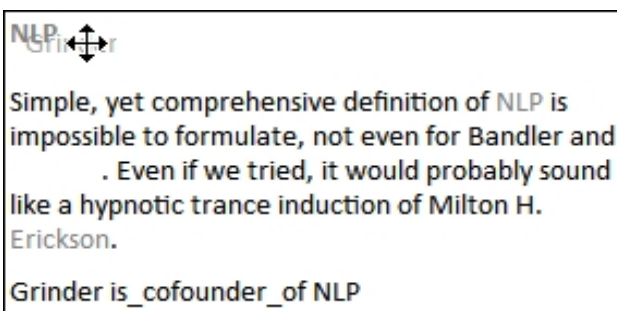 NLP
Grinder
Simple, yet comprehensive definition of NLP is
impossible to formulate, not even for Bandler and
. Even if we tried, it would probably sound
like a hypnotic trance induction of Milton H.
Erickson.
Grinder is_cofounder_of NLP